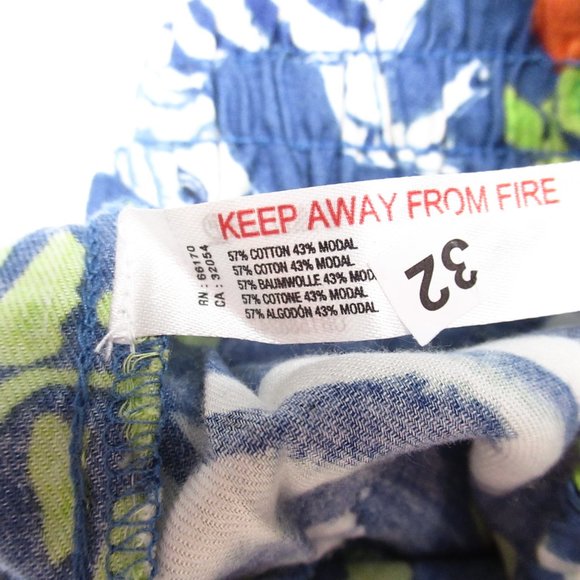 KEEP AWAY FROM FIRE
57% COTTON 43% MODAL
57% COTON 43% MODAL
57% BAUMWOLLE 43% MODAL
57% COTONE 43% MODAL
57% ALGODÓN 43% MODAL
RN : 66170
CA : 32054
32